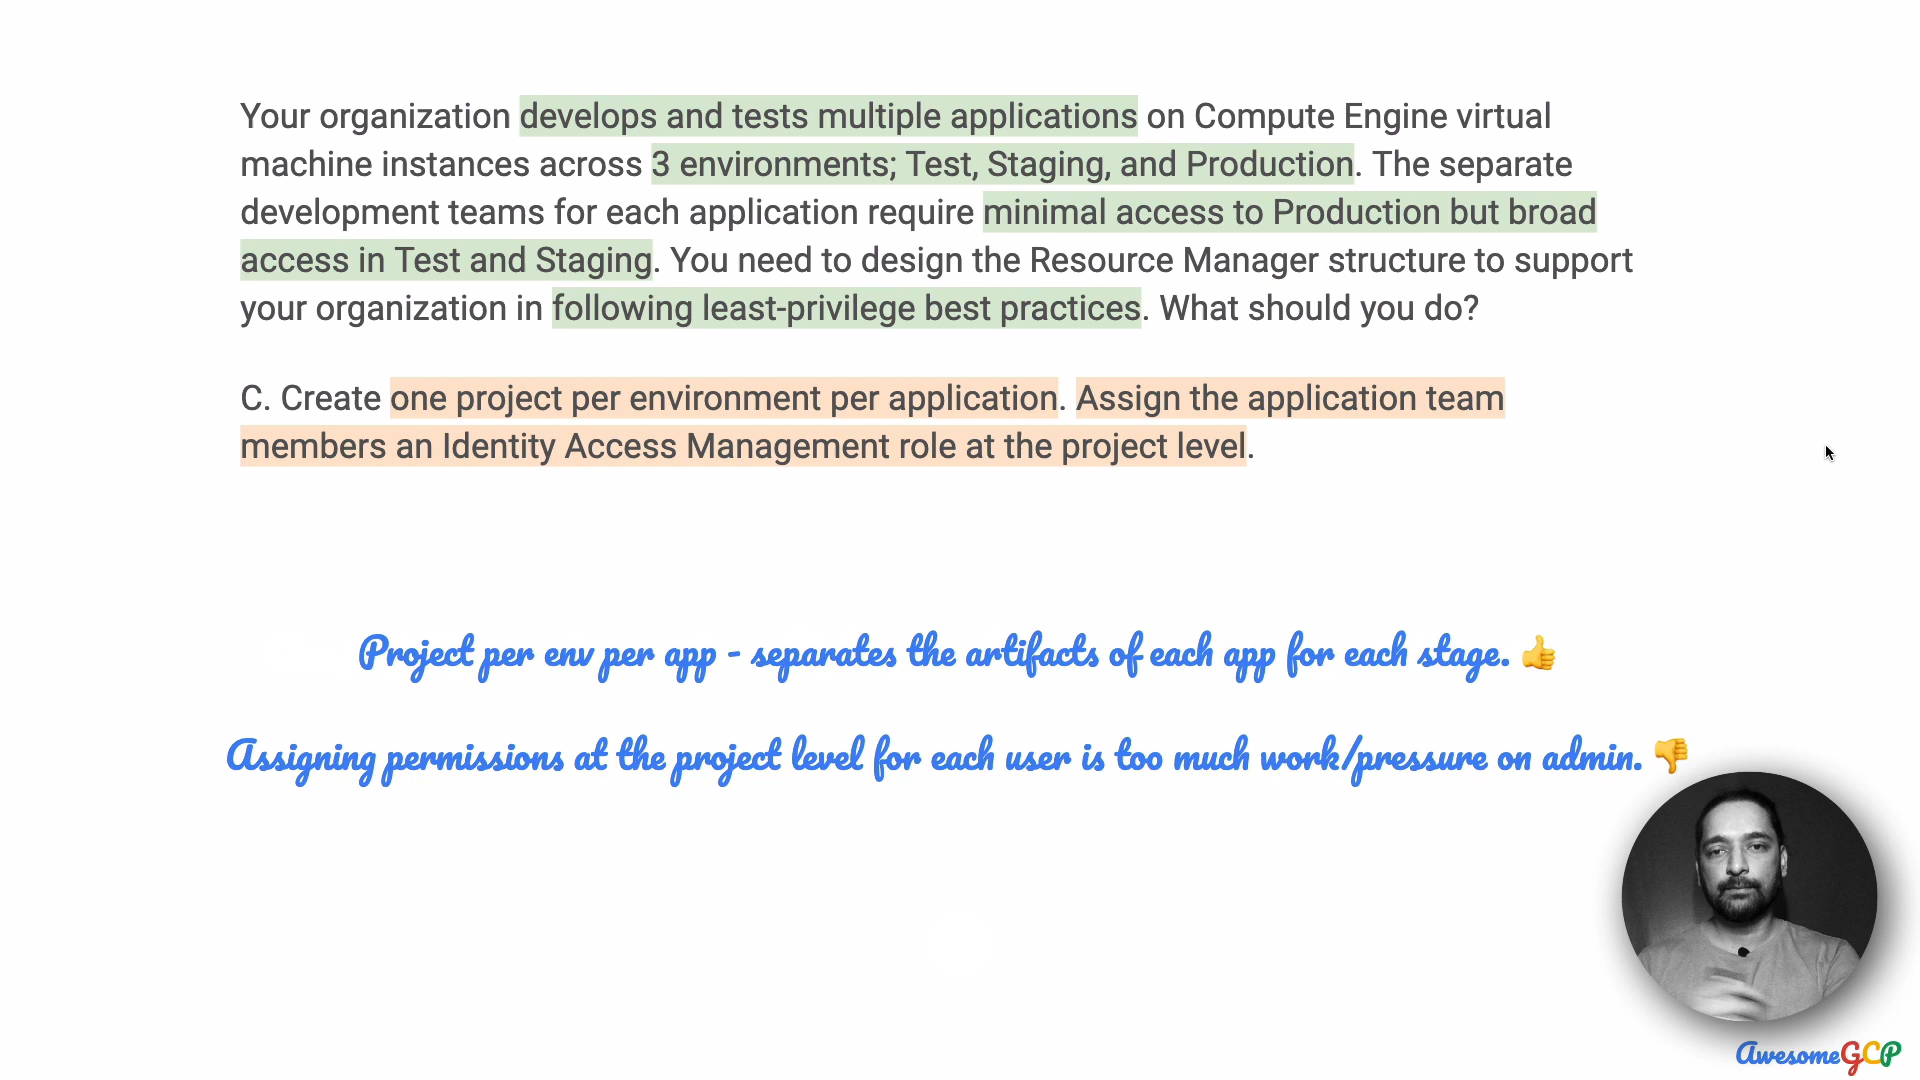 Your organization develops and tests multiple applications on Compute Engine virtual
machine instances across 3 environments; Test, Staging, and Production. The separate
development teams for each application require minimal access to Production but broad
access in Test and Staging. You need to design the Resource Manager structure to support
your organization in following least-privilege best practices. What should you do?
C. Create one project per environment per application. Assign the application team
members an Identity Access Management role at the project level.
Project per env per app - separates the artifacts of each app for each stage. 👍
Assigning permissions at the project level for each user is too much work/pressure on admin. 👎
AwesomeGCP